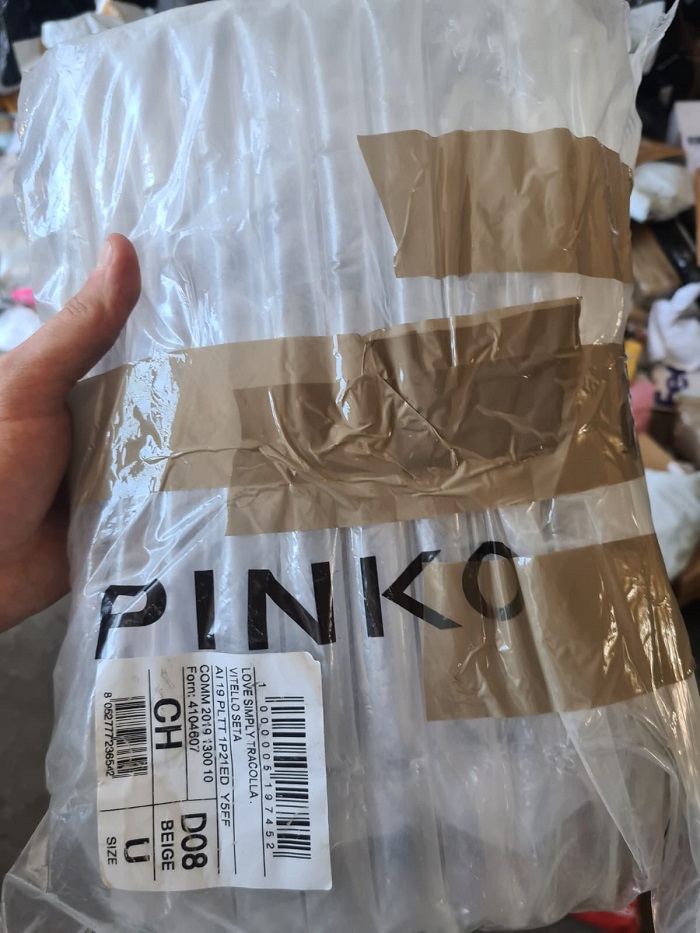 PINKO
1 000005 197452
LOVE SIMPLY TRACOLLA.
VITELLO SETA
AI 19 PLTT 1P21ED Y5FF
COMM 2019 1300 10
Forn: 4104607
CH
D08
BEIGE
8 052777 236542
U
SIZE